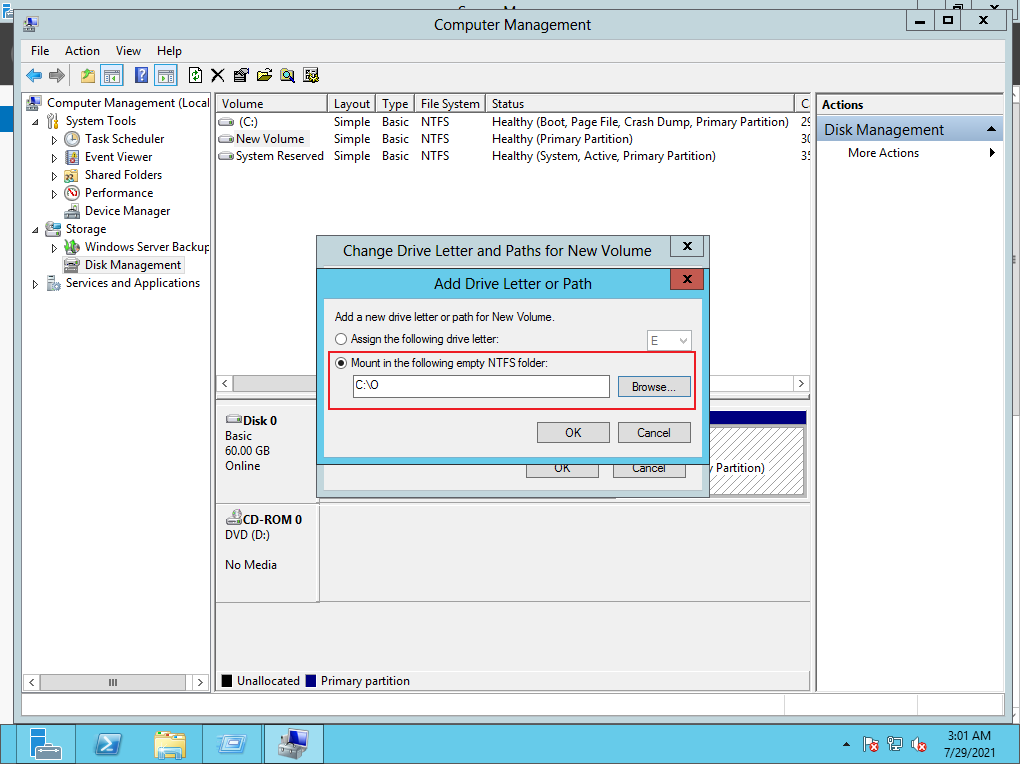 Computer Management
File Action View Help
Computer Management (Local
System Tools
Task Scheduler
Event Viewer
Shared Folders
Performance
Device Manager
Storage
Windows Server Backup
Disk Management
Services and Applications
Volume Layout Type File System Status C
(C:) Simple Basic NTFS Healthy (Boot, Page File, Crash Dump, Primary Partition) 29
New Volume Simple Basic NTFS Healthy (Primary Partition) 30
System Reserved Simple Basic NTFS Healthy (System, Active, Primary Partition) 35
Actions
Disk Management
More Actions
Change Drive Letter and Paths for New Volume
Add Drive Letter or Path
Add a new drive letter or path for New Volume.
Assign the following drive letter: E
Mount in the following empty NTFS folder:
C:\O Browse...
OK Cancel
OK Cancel
Disk 0
Basic
60.00 GB
Online
y Partition)
CD-ROM 0
DVD (D:)
No Media
Unallocated Primary partition
3:01 AM
7/29/2021